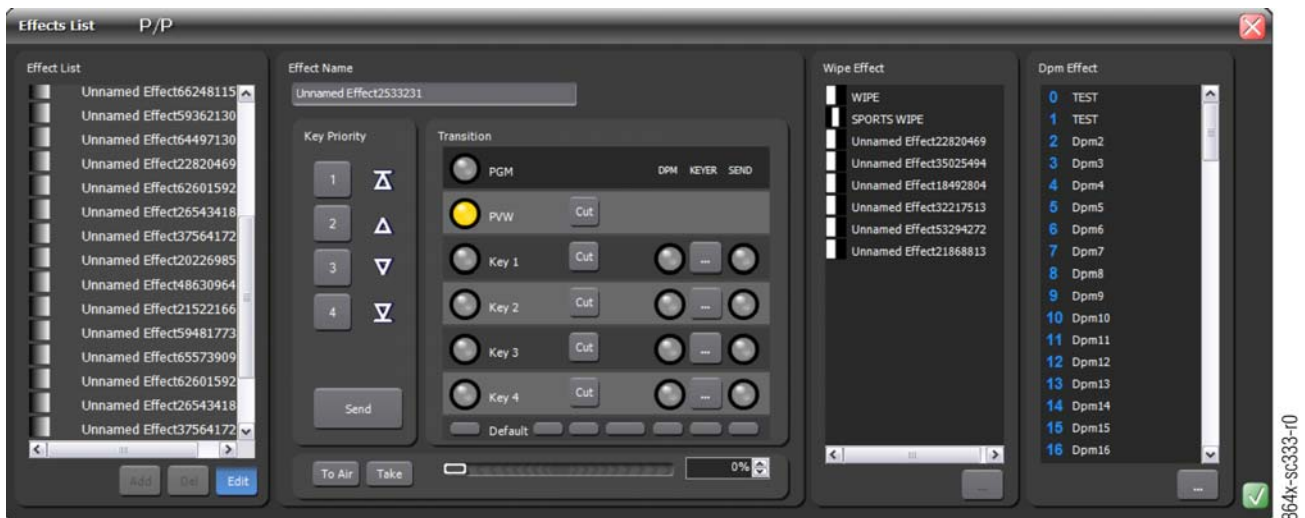 Effects List P/P
Effect List
Unnamed Effect66248115
Unnamed Effect59362130
Unnamed Effect64497130
Unnamed Effect22820469
Unnamed Effect62601592
Unnamed Effect26543418
Unnamed Effect37564172
Unnamed Effect20226985
Unnamed Effect48630964
Unnamed Effect21522166
Unnamed Effect59481773
Unnamed Effect65573909
Unnamed Effect62601592
Unnamed Effect26543418
Unnamed Effect37564172
Add Del Edit
Effect Name
Unnamed Effect2533231
Key Priority
1
2
3
4
Send
Transition
PGM DPM KEYER SEND
PVW Cut
Key 1 Cut ...
Key 2 Cut ...
Key 3 Cut ...
Key 4 Cut ...
Default
To Air Take 0%
Wipe Effect
WIPE
SPORTS WIPE
Unnamed Effect22820469
Unnamed Effect35025494
Unnamed Effect18492804
Unnamed Effect32217513
Unnamed Effect53294272
Unnamed Effect21868813
...
Dpm Effect
0 TEST
1 TEST
2 Dpm2
3 Dpm3
4 Dpm4
5 Dpm5
6 Dpm6
7 Dpm7
8 Dpm8
9 Dpm9
10 Dpm10
11 Dpm11
12 Dpm12
13 Dpm13
14 Dpm14
15 Dpm15
16 Dpm16
...
864x-sc333-r0